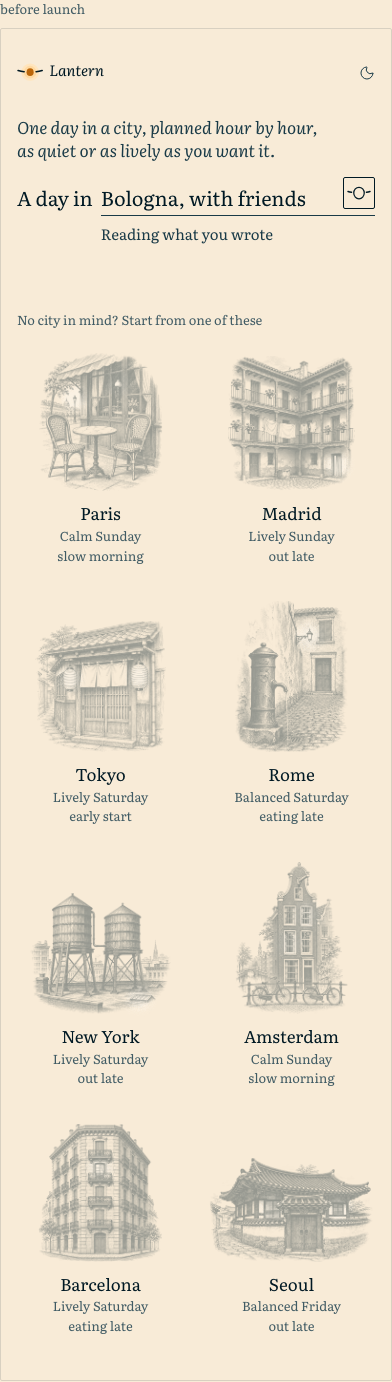 before launch
Lantern
One day in a city, planned hour by hour,
as quiet or as lively as you want it.
A day in Bologna, with friends
Reading what you wrote
No city in mind? Start from one of these
Paris
Calm Sunday
slow morning
Madrid
Lively Sunday
out late
Tokyo
Lively Saturday
early start
Rome
Balanced Saturday
eating late
New York
Lively Saturday
out late
Amsterdam
Calm Sunday
slow morning
Barcelona
Lively Saturday
eating late
Seoul
Balanced Friday
out late